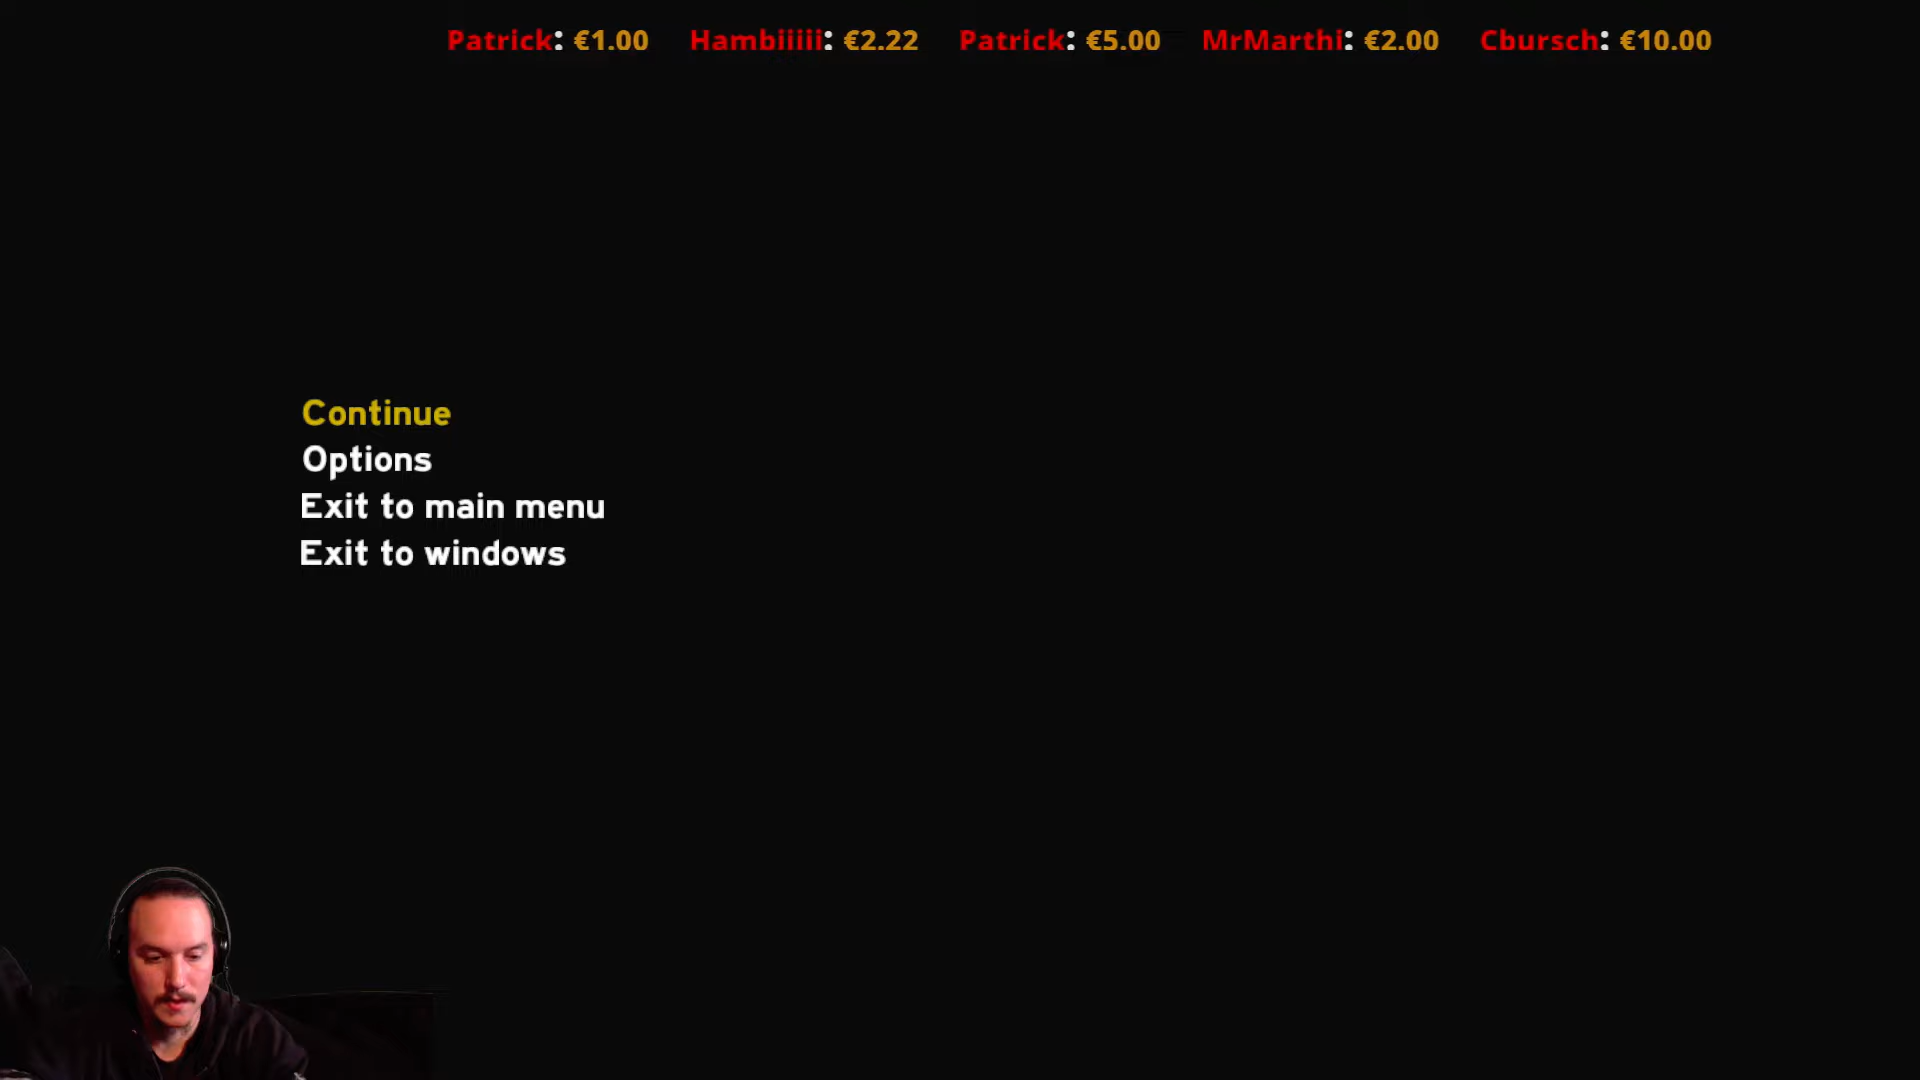 Patrick: €1.00 Hambiiiii: €2.22 Patrick: €5.00 MrMarthi: €2.00 Cbursch: €10.00
Continue
Options
Exit to main menu
Exit to windows